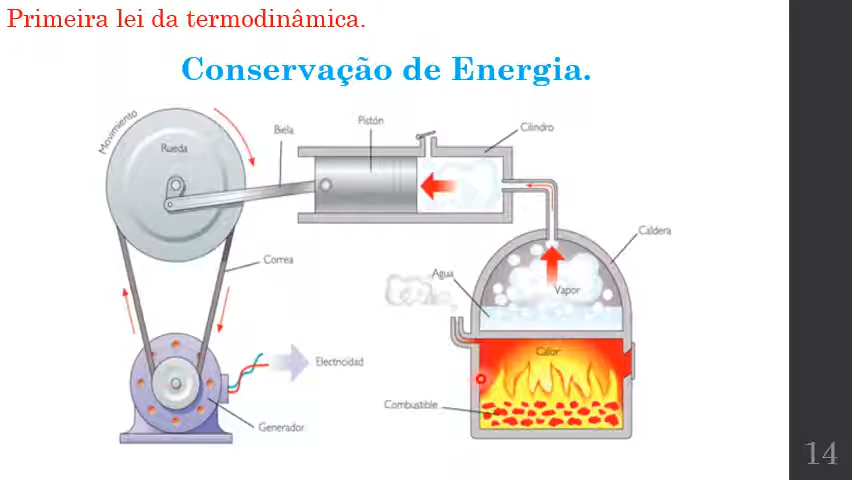 Primeira lei da termodinâmica.
Conservação de Energia.
Movimiento
Rueda
Biela
Pistón
Cilindro
Caldera
Correa
Agua
Vapor
Calor
Electricidad
Combustible
Generador
14